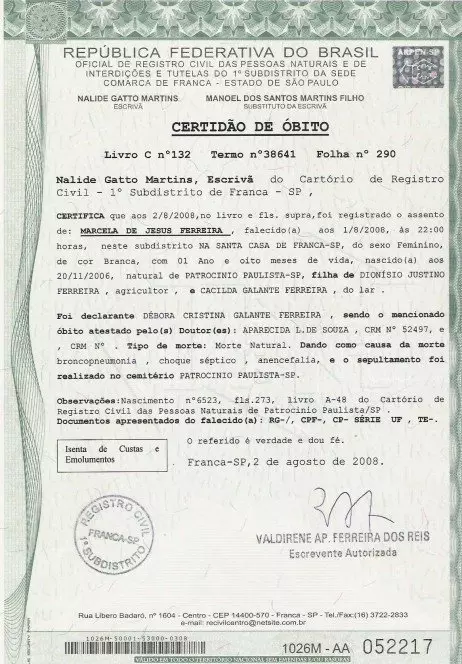 REPÚBLICA FEDERATIVA DO BRASIL
ARPEN-SP
OFICIAL DE REGISTRO CIVIL DAS PESSOAS NATURAIS E DE
INTERDIÇÕES E TUTELAS DO 1º SUBDISTRITO DA SEDE
COMARCA DE FRANCA - ESTADO DE SÃO PAULO
NALIDE GATTO MARTINS MANOEL DOS SANTOS MARTINS FILHO
ESCRIVÃ SUBSTITUTO DA ESCRIVÃ
CERTIDÃO DE ÓBITO
Livro C nº132 Termo nº38641 Folha nº 290
Nalide Gatto Martins, Escrivã do Cartório de Registro
Civil - 1º Subdistrito de Franca - SP ,
CERTIFICA que aos 2/8/2008,no livro e fls. supra,foi registrado o assento
de: MARCELA DE JESUS FERREIRA , falecido(a) aos 1/8/2008, às 22:00
horas, neste subdistrito NA SANTA CASA DE FRANCA-SP, do sexo Feminino,
de cor Branca, com 01 Ano e oito meses de vida, nascido(a) aos
20/11/2006, natural de PATROCINIO PAULISTA-SP, filha de DIONÍSIO JUSTINO
FERREIRA , agricultor , e CACILDA GALANTE FERREIRA , do lar .
Foi declarante DÉBORA CRISTINA GALANTE FERREIRA , sendo o mencionado
óbito atestado pelo(s) Doutor(es): APARECIDA L.DE SOUZA , CRM Nº 52497, e
, CRM Nº . Tipo de morte: Morte Natural. Dando como causa da morte
broncopneumonia , choque séptico , anencefalia, e o sepultamento foi
realizado no cemitério PATROCINIO PAULISTA-SP.
Observações:Nascimento nº6523, fls.273, livro A-48 do Cartório de
Registro Civil das Pessoas Naturais de Patrocinio Paulista/SP .
Documentos apresentados do falecido(a): RG-/, CPF-, CP- SÉRIE UF , TE-.
O referido é verdade e dou fé.
Isenta de Custas e
Emolumentos
Franca-SP,2 de agosto de 2008.
REGISTRO CIVIL
FRANCA-SP
1º SUBDISTRITO
VALDIRENE AP. FERREIRA DOS REIS
Escrevente Autorizada
Rua Líbero Badaró, nº 1604 - Centro - CEP 14400-570 - Franca - SP - Tel./Fax:(16) 3722-2833
e-mail: recivilcentro@netsite.com.br
1026M-50001-53000-0308
1026M - AA 052217
VÁLIDO EM TODO O TERRITÓRIO NACIONAL SEM EMENDAS E OU RASURAS